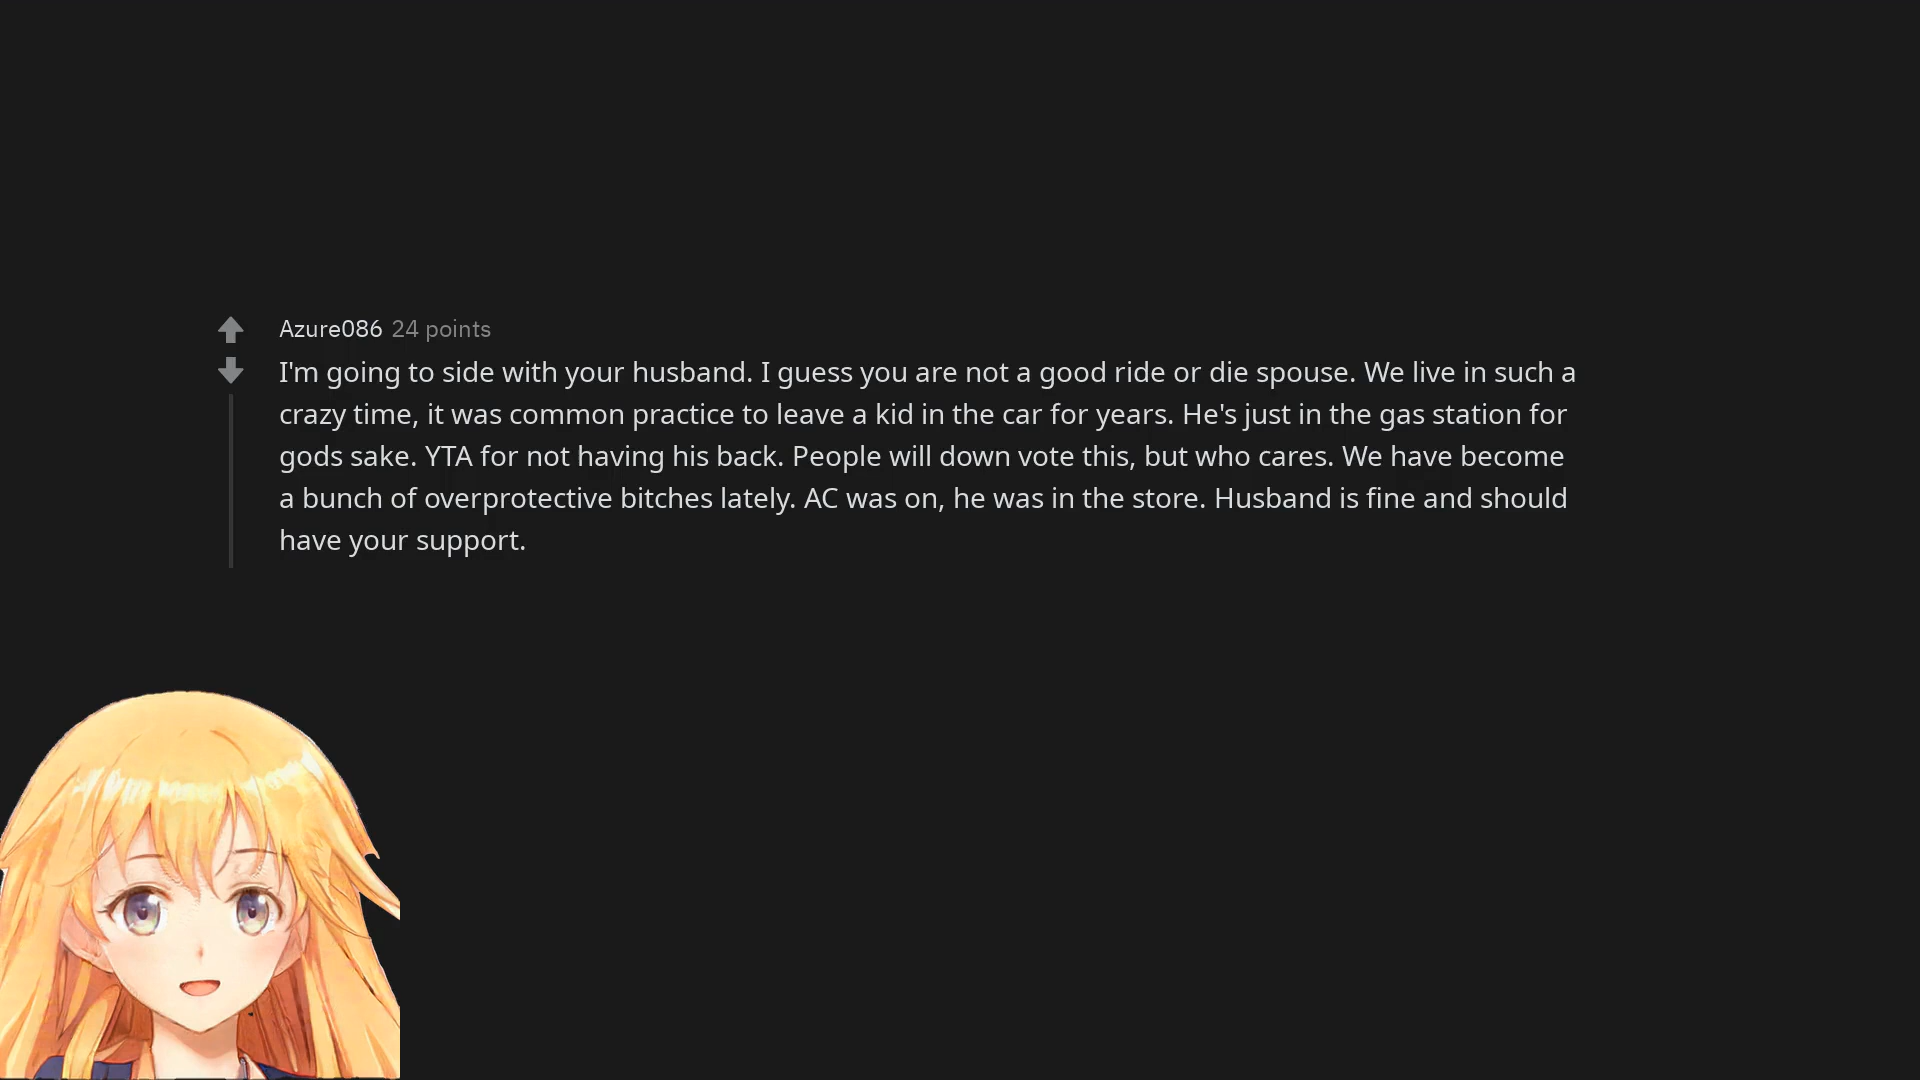 Azure086 24 points
I'm going to side with your husband. I guess you are not a good ride or die spouse. We live in such a
crazy time, it was common practice to leave a kid in the car for years. He's just in the gas station for
gods sake. YTA for not having his back. People will down vote this, but who cares. We have become
a bunch of overprotective bitches lately. AC was on, he was in the store. Husband is fine and should
have your support.